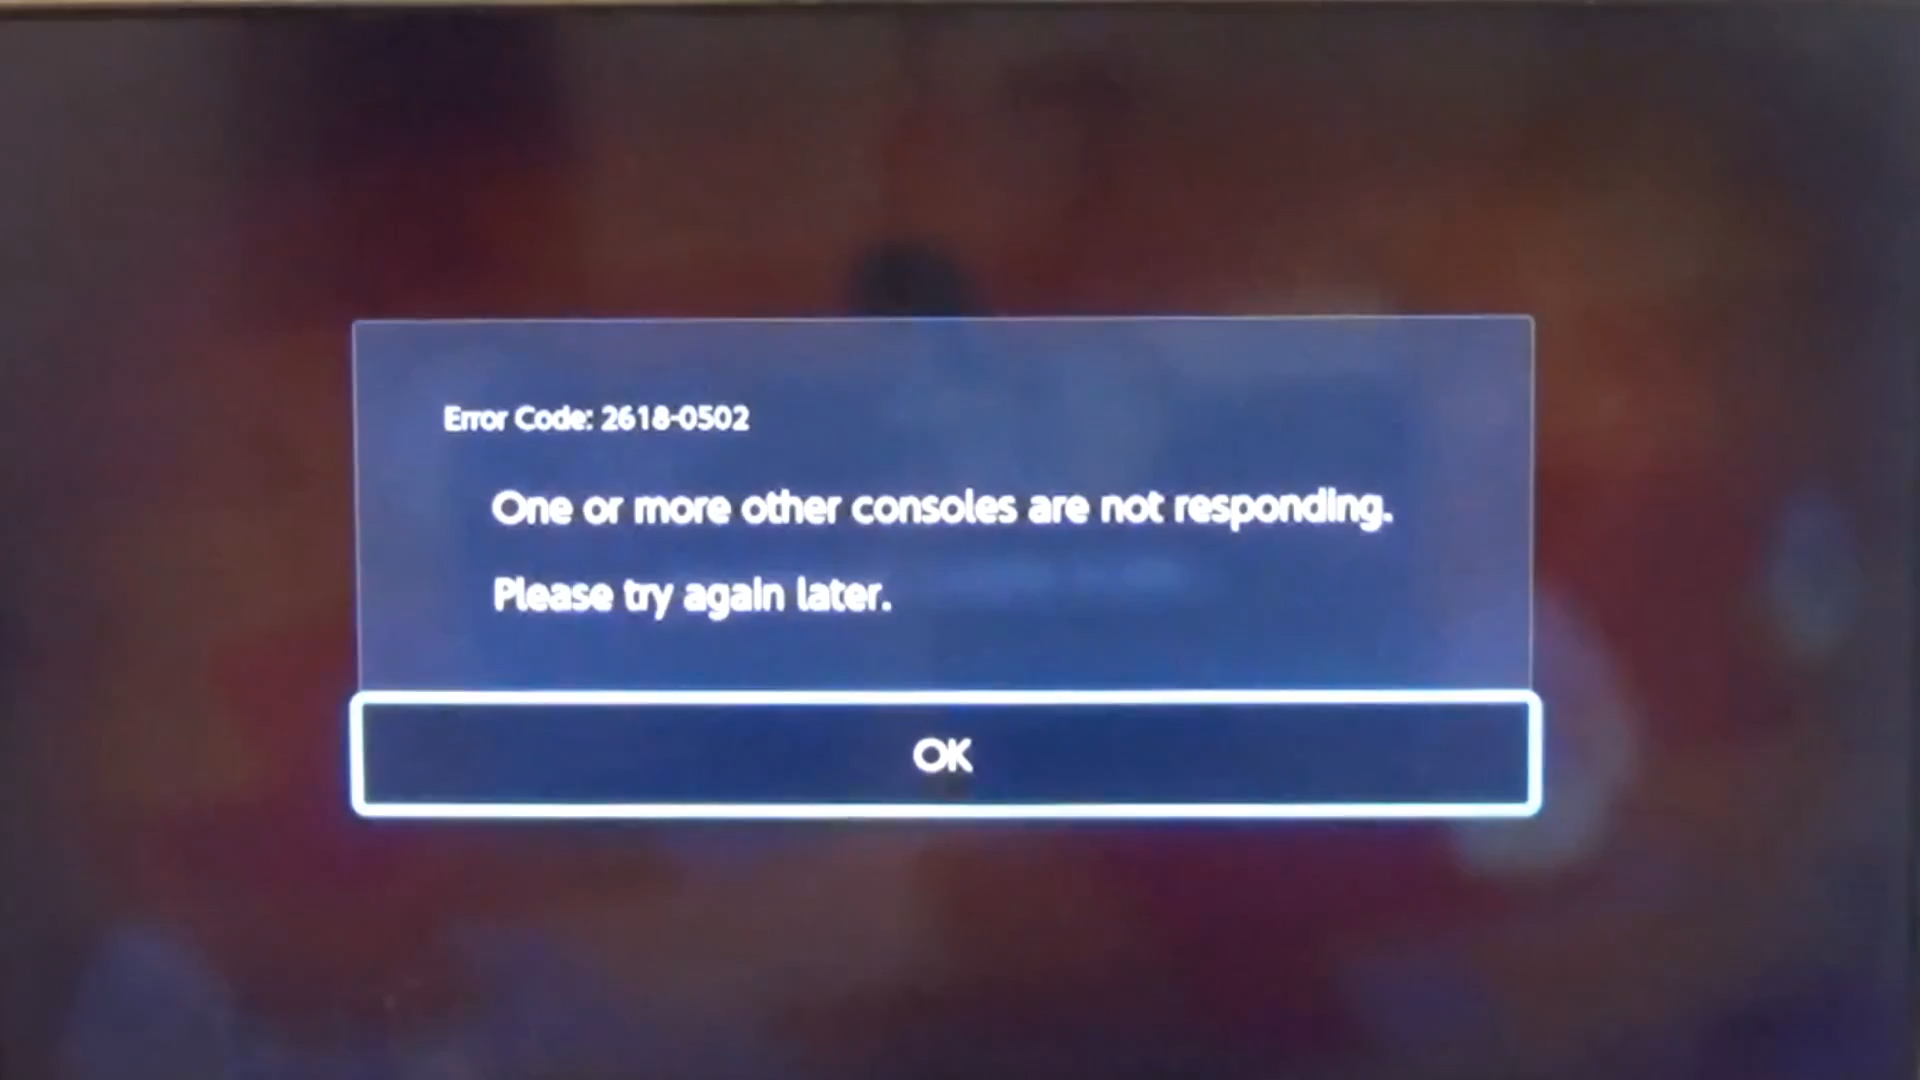 Error Code: 2618-0502
One or more other consoles are not responding.
Please try again later.
OK